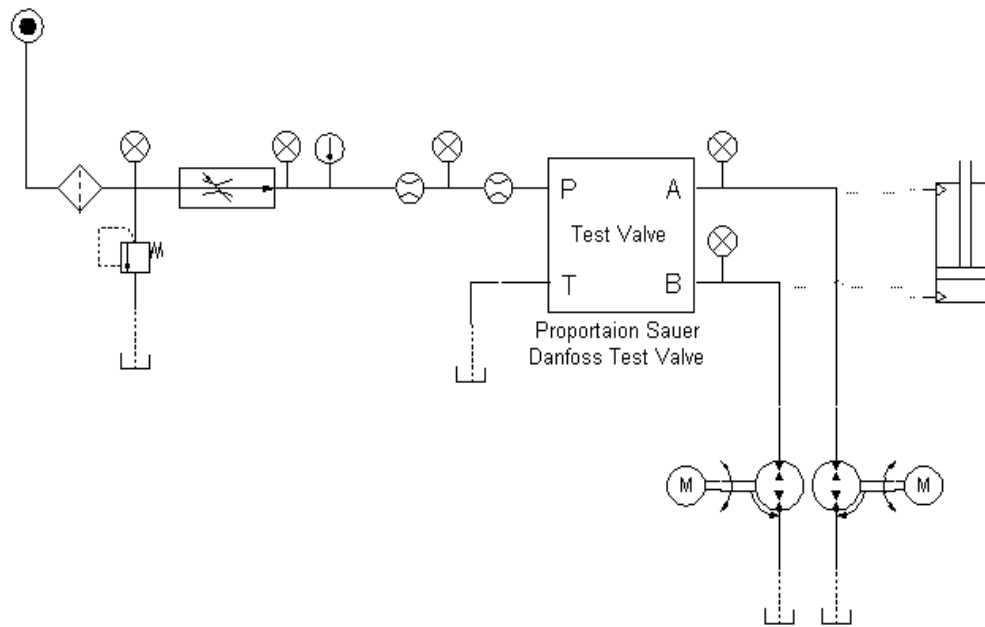 P A
Test Valve
T B
Proportaion Sauer
Danfoss Test Valve
M M